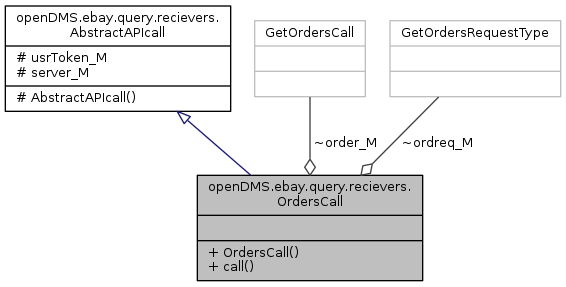 openDMS.ebay.query.recievers.
AbstractAPIcall
# usrToken_M
# server_M
# AbstractAPIcall()
GetOrdersCall
GetOrdersRequestType
~order_M
~ordreq_M
openDMS.ebay.query.recievers.
OrdersCall
+ OrdersCall()
+ call()